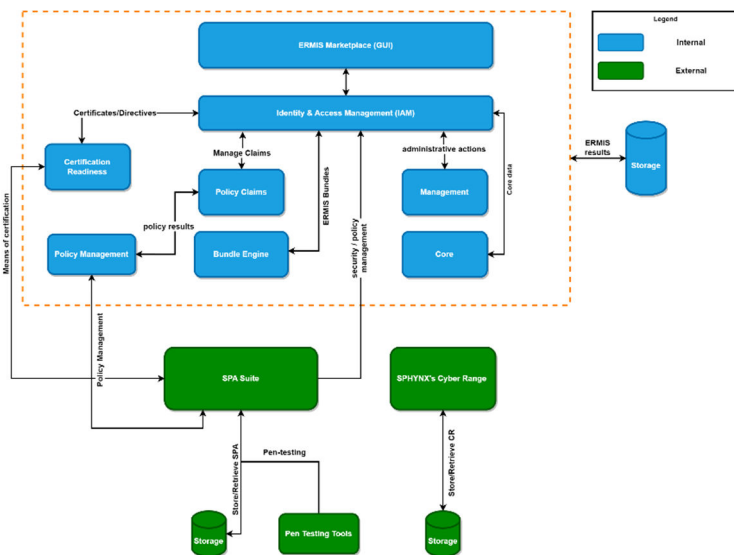 Legend
Internal
External
ERMIS Marketplace (GUI)
Certificates/Directives
Identity & Access Management (IAM)
Certification
Readiness
Manage Claims
administrative actions
Policy Claims
Management
ERMIS
results
Storage
Means of certification
policy results
ERMIS Bundles
security / policy
management
Core data
Policy Management
Bundle Engine
Core
Policy Management
SPA Suite
SPHYNX's Cyber Range
Store/Retrieve SPA
Pen-testing
Store/Retrieve CR
Storage
Pen Testing Tools
Storage